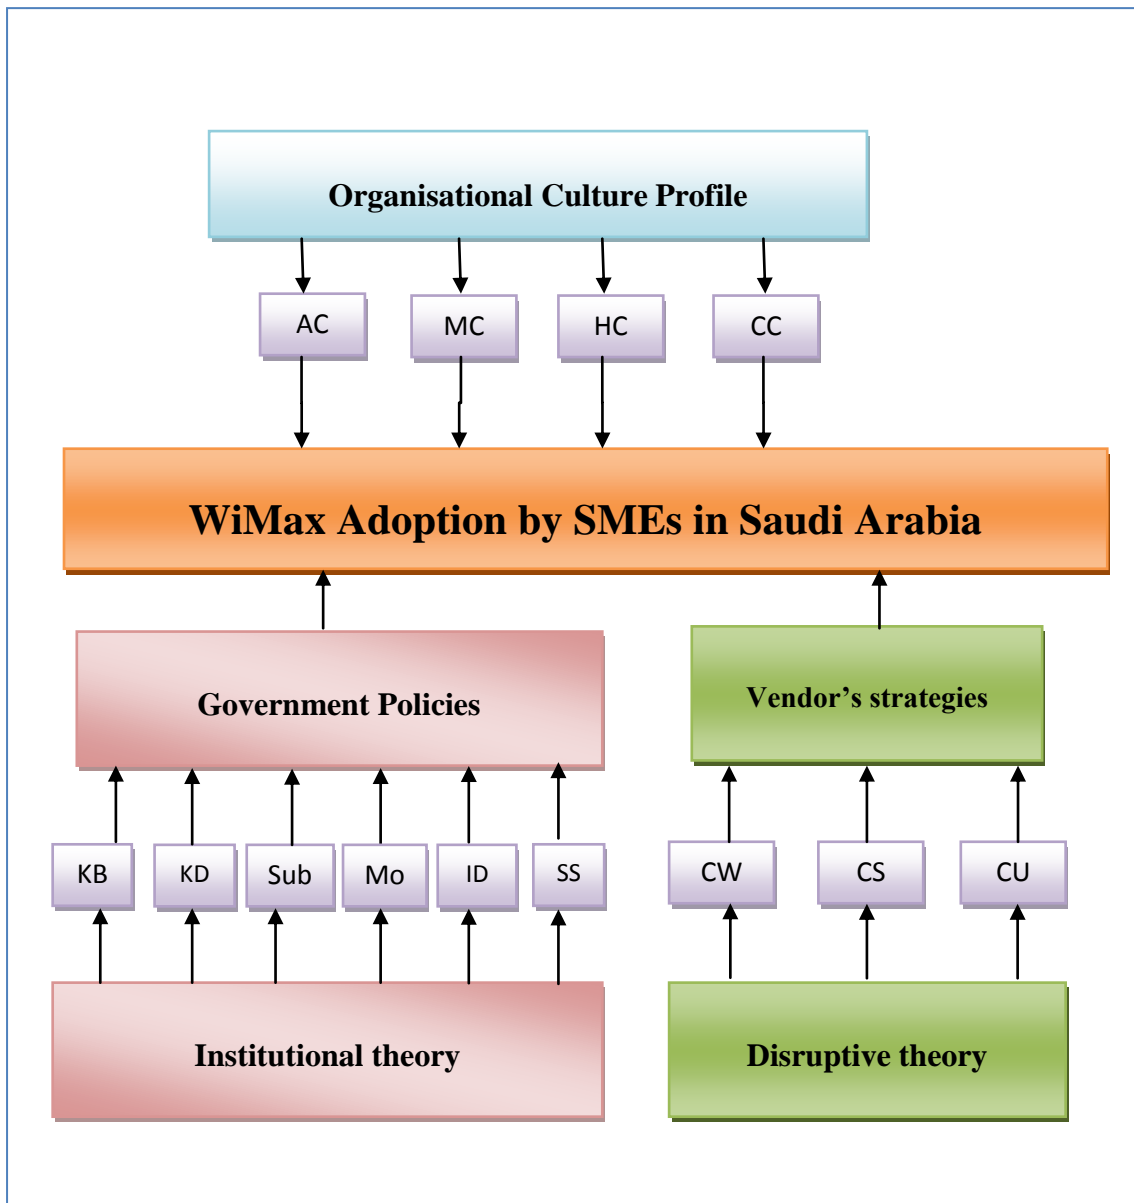 Organisational Culture Profile
AC
MC
HC
CC
WiMax Adoption by SMEs in Saudi Arabia
Government Policies
Vendor’s strategies
KB
KD
Sub
Mo
ID
SS
CW
CS
CU
Institutional theory
Disruptive theory